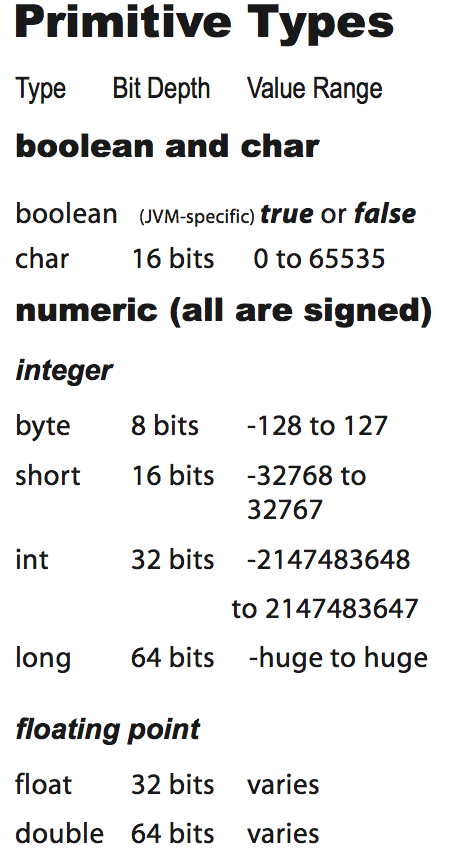 Primitive Types
Type Bit Depth Value Range
boolean and char
boolean (JVM-specific) true or false
char 16 bits 0 to 65535
numeric (all are signed)
integer
byte 8 bits -128 to 127
short 16 bits -32768 to
32767
int 32 bits -2147483648
to 2147483647
long 64 bits -huge to huge
floating point
float 32 bits varies
double 64 bits varies